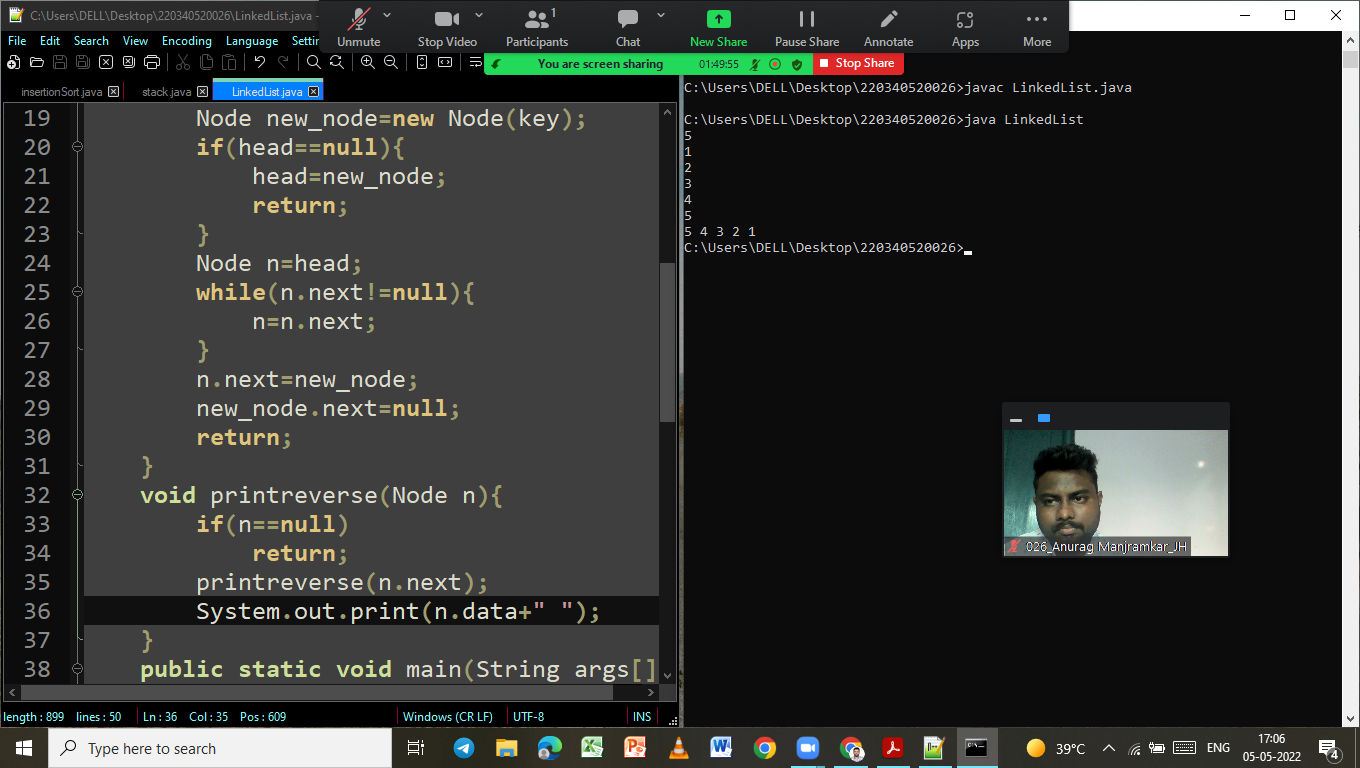 C:\Users\DELL\Desktop\220340520026\LinkedList.java -
Unmute
Stop Video
Participants
1
Chat
New Share
Pause Share
Annotate
Apps
More
File Edit Search View Encoding Language
You are screen sharing
01:49:55
Stop Share
insertionSort.java
stack.java
LinkedList.java
19 Node new_node=new Node(key);
20 if(head==null){
21 head=new_node;
22 return;
23 }
24 Node n=head;
25 while(n.next!=null){
26 n=n.next;
27 }
28 n.next=new_node;
29 new_node.next=null;
30 return;
31 }
32 void printreverse(Node n){
33 if(n==null)
34 return;
35 printreverse(n.next);
36 System.out.print(n.data+" ");
37 }
38 public static void main(String args[]
length : 899 lines : 50 Ln : 36 Col : 35 Pos : 609 Windows (CR LF) UTF-8 INS
C:\Users\DELL\Desktop\220340520026>javac LinkedList.java
C:\Users\DELL\Desktop\220340520026>java LinkedList
5
1
2
3
4
5
5 4 3 2 1
C:\Users\DELL\Desktop\220340520026>
026_Anurag Manjramkar_JH
Type here to search
39°C
ENG
17:06
05-05-2022
4